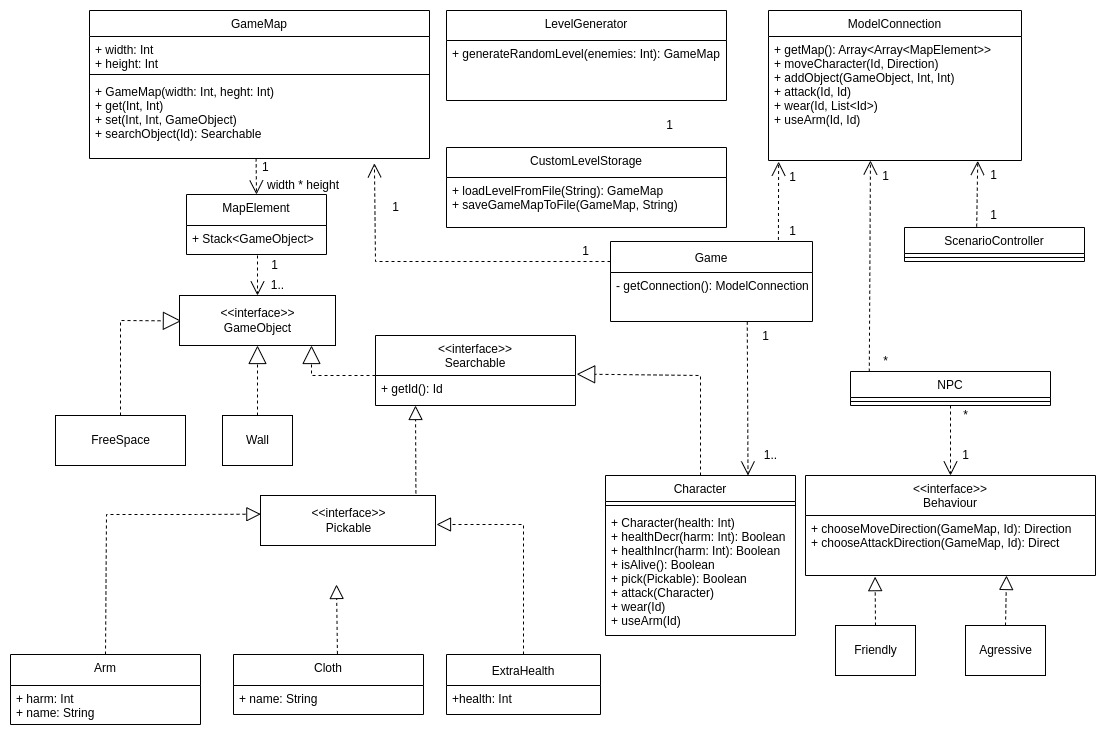 GameMap
+ width: Int
+ height: Int
+ GameMap(width: Int, heght: Int)
+ get(Int, Int)
+ set(Int, Int, GameObject)
+ searchObject(Id): Searchable
LevelGenerator
+ generateRandomLevel(enemies: Int): GameMap
ModelConnection
+ getMap(): Array<Array<MapElement>>
+ moveCharacter(Id, Direction)
+ addObject(GameObject, Int, Int)
+ attack(Id, Id)
+ wear(Id, List<Id>)
+ useArm(Id, Id)
1
CustomLevelStorage
+ loadLevelFromFile(String): GameMap
+ saveGameMapToFile(GameMap, String)
1
width * height
MapElement
+ Stack<GameObject>
1
1..
1
1
1
1
1
1
1
ScenarioController
Game
- getConnection(): ModelConnection
1
1..
<<interface>>
GameObject
<<interface>>
Searchable
+ getId(): Id
*
NPC
*
1
FreeSpace
Wall
<<interface>>
Pickable
Character
+ Character(health: Int)
+ healthDecr(harm: Int): Boolean
+ healthIncr(harm: Int): Boolean
+ isAlive(): Boolean
+ pick(Pickable): Boolean
+ attack(Character)
+ wear(Id)
+ useArm(Id)
<<interface>>
Behaviour
+ chooseMoveDirection(GameMap, Id): Direction
+ chooseAttackDirection(GameMap, Id): Direct
Friendly
Agressive
Arm
+ harm: Int
+ name: String
Cloth
+ name: String
ExtraHealth
+health: Int